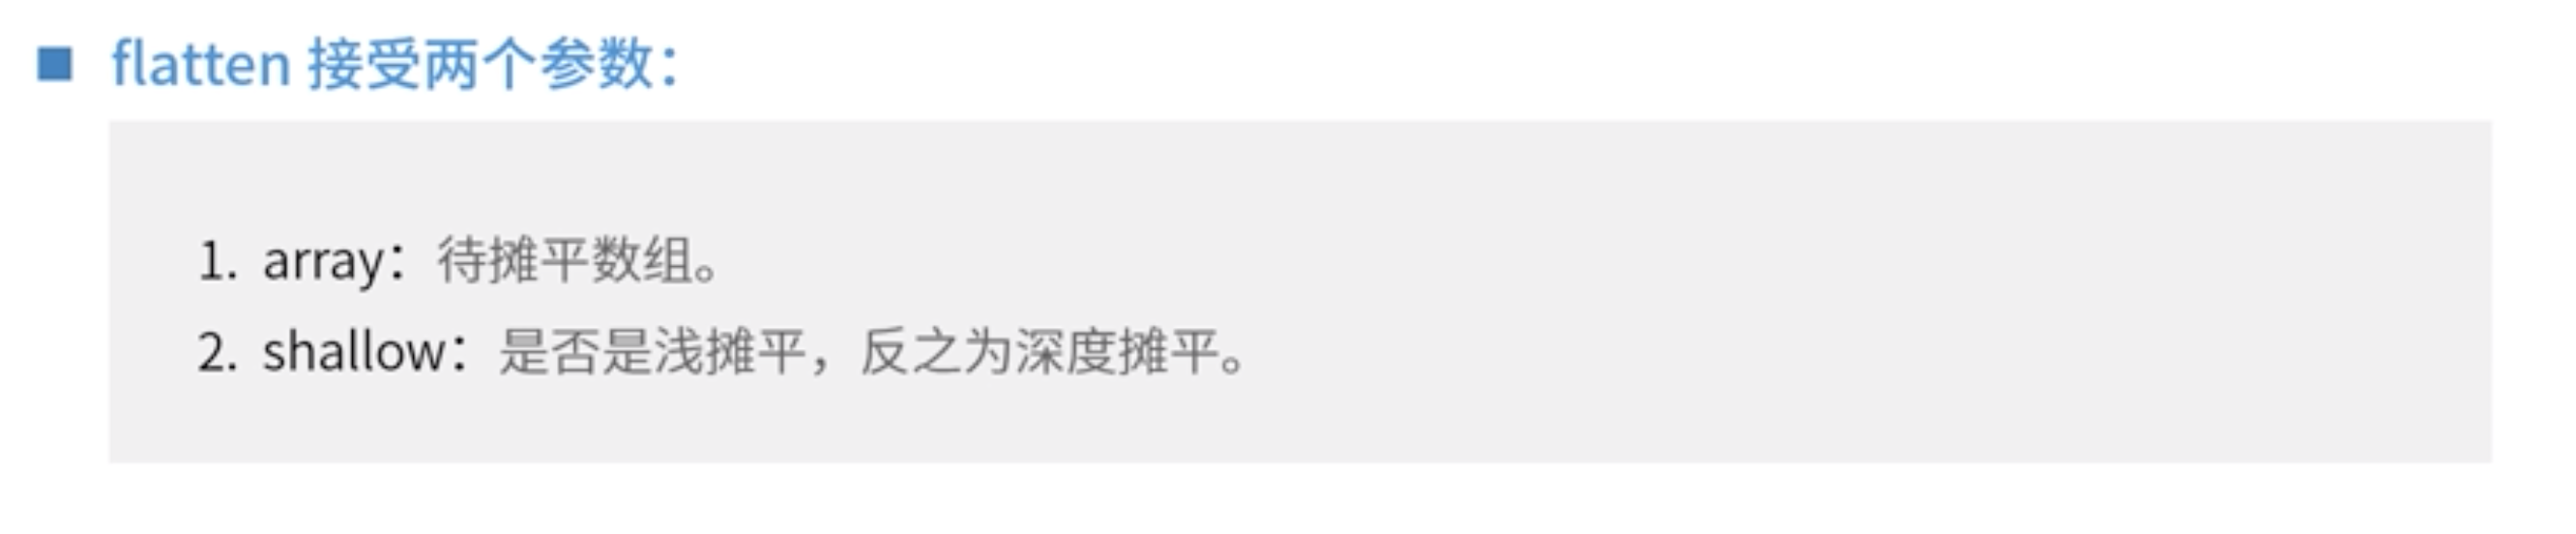 flatten 接受两个参数：
1. array：待摊平数组。
2. shallow：是否是浅摊平，反之为深度摊平。